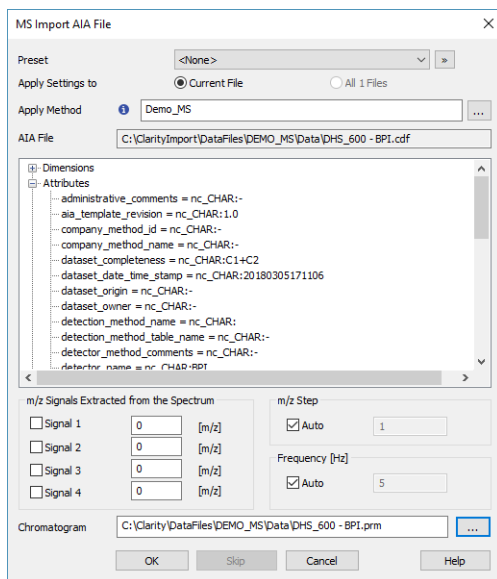 MS Import AIA File
Preset <None> »
Apply Settings to Current File All 1 Files
Apply Method Demo_MS ...
AIA File C:\ClarityImport\DataFiles\DEMO_MS\Data\DHS_600 - BPI.cdf
Dimensions
Attributes
administrative_comments = nc_CHAR:-
aia_template_revision = nc_CHAR:1.0
company_method_id = nc_CHAR:-
company_method_name = nc_CHAR:-
dataset_completeness = nc_CHAR:C1+C2
dataset_date_time_stamp = nc_CHAR:20180305171106
dataset_origin = nc_CHAR:-
dataset_owner = nc_CHAR:-
detection_method_name = nc_CHAR:
detection_method_table_name = nc_CHAR:-
detector_method_comments = nc_CHAR:-
detector_name = nc_CHAR:BPI
m/z Signals Extracted from the Spectrum
Signal 1 0 [m/z]
Signal 2 0 [m/z]
Signal 3 0 [m/z]
Signal 4 0 [m/z]
m/z Step
Auto 1
Frequency [Hz]
Auto 5
Chromatogram C:\Clarity\DataFiles\DEMO_MS\Data\DHS_600 - BPI.prm ...
OK Skip Cancel Help